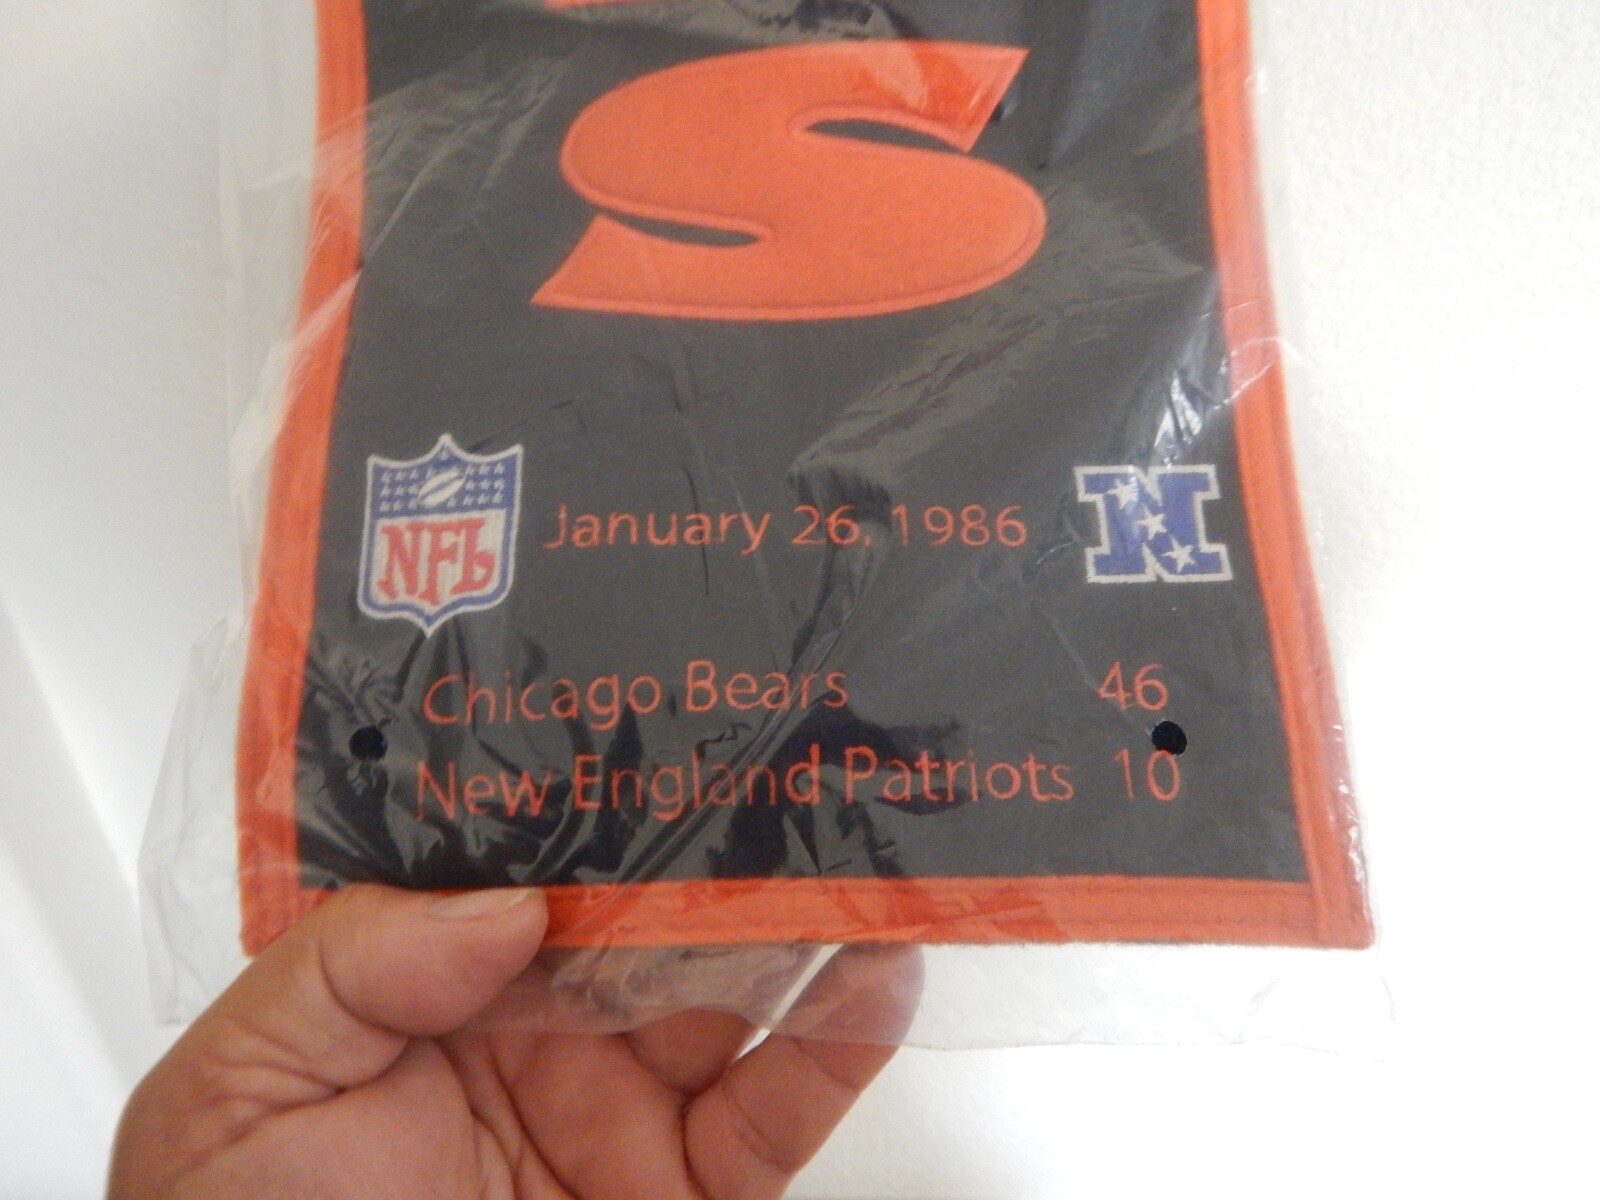 S
NFL
January 26, 1986
N
Chicago Bears 46
New England Patriots 10